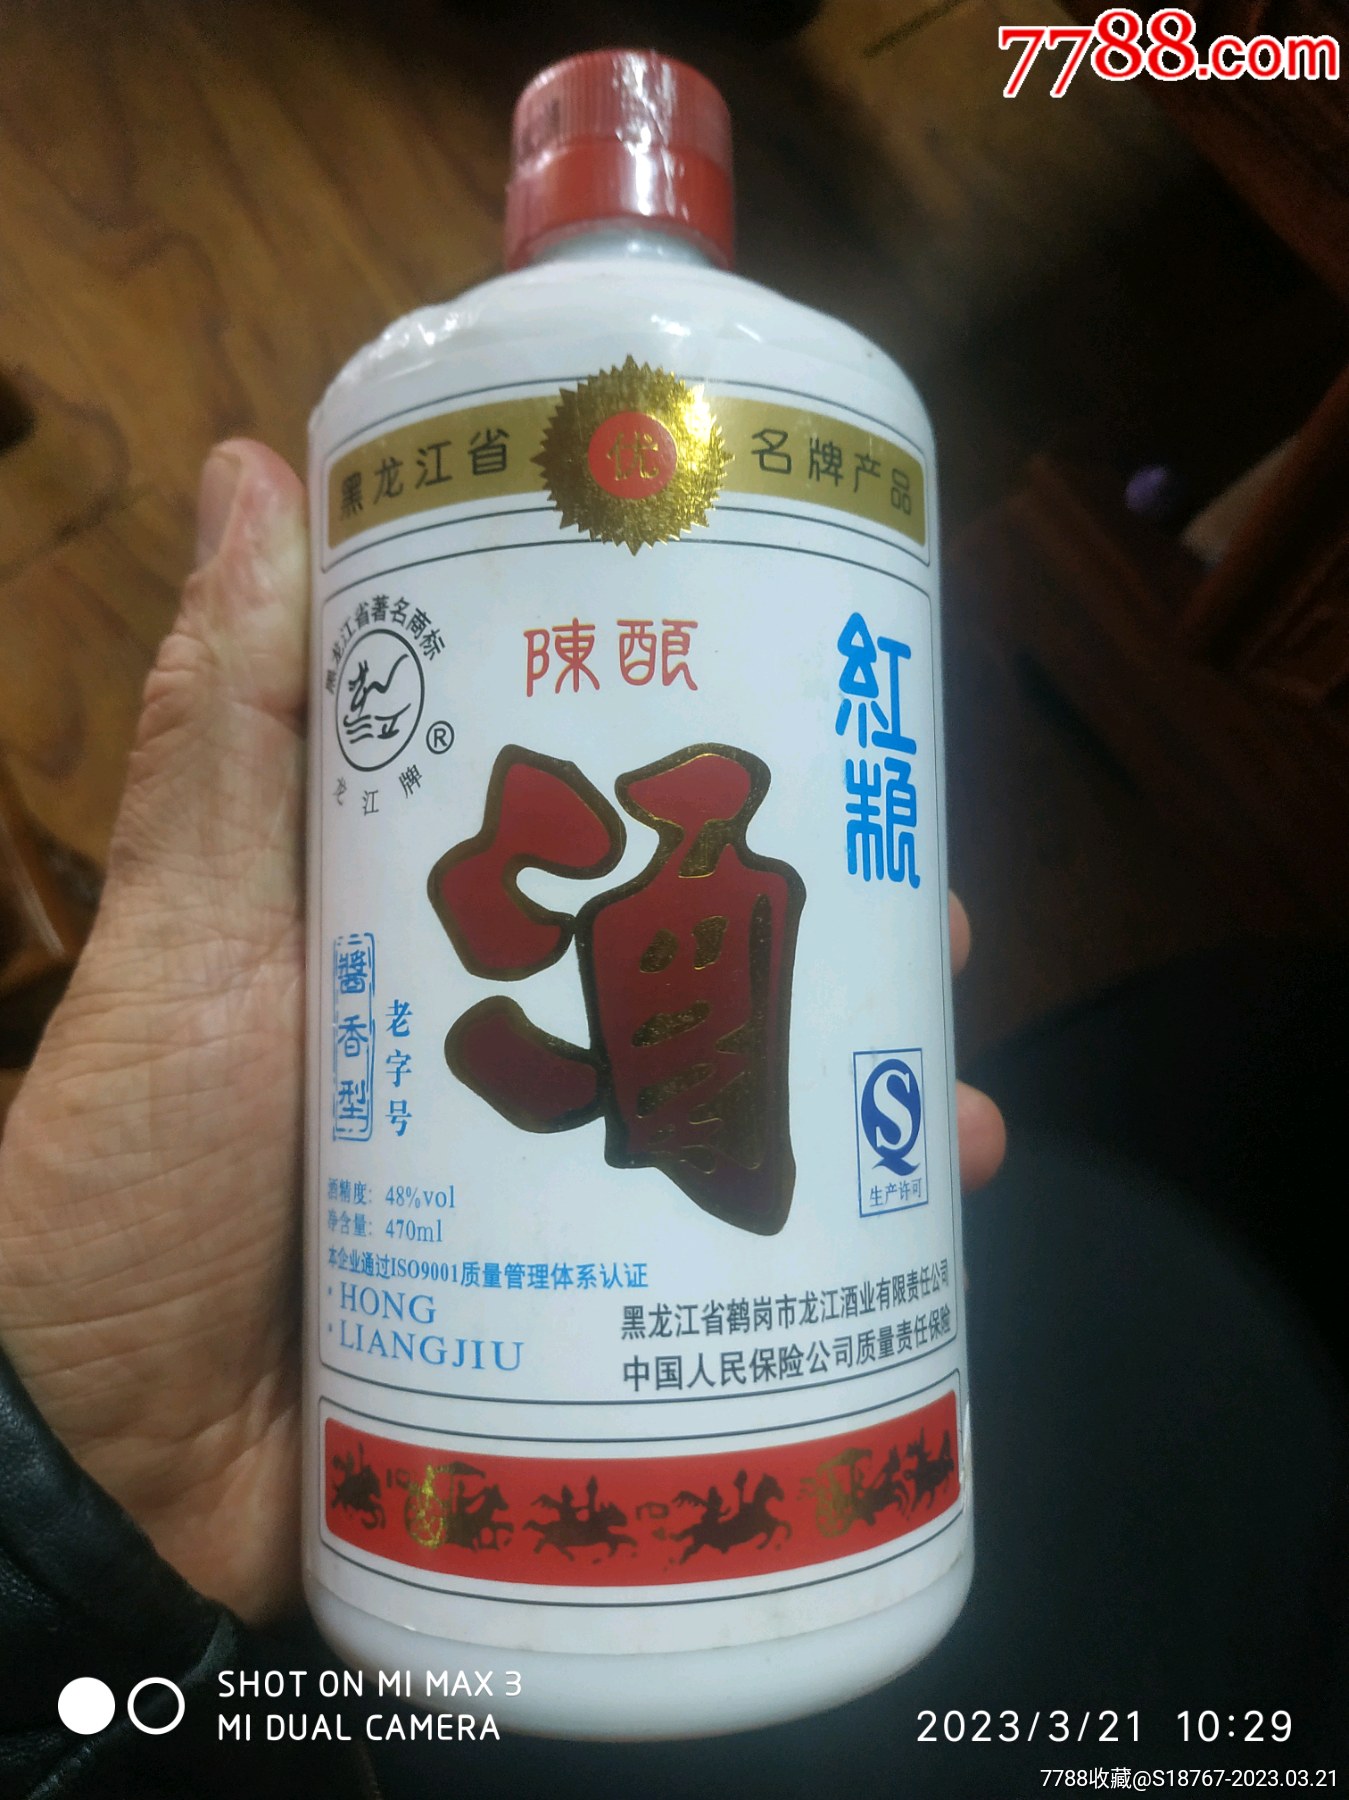 7788.com
黑龙江省 优 名牌产品
黑龙江省著名商标
老江牌
®
陳酿
紅粮
酒
醬香型
老字号
酒精度：48%vol
净含量：470ml
本企业通过ISO9001质量管理体系认证
·HONG
·LIANGJIU
生产许可
黑龙江省鹤岗市龙江酒业有限责任公司
中国人民保险公司质量责任保险
SHOT ON MI MAX 3
MI DUAL CAMERA
2023/3/21 10:29
7788收藏@S18767-2023.03.21